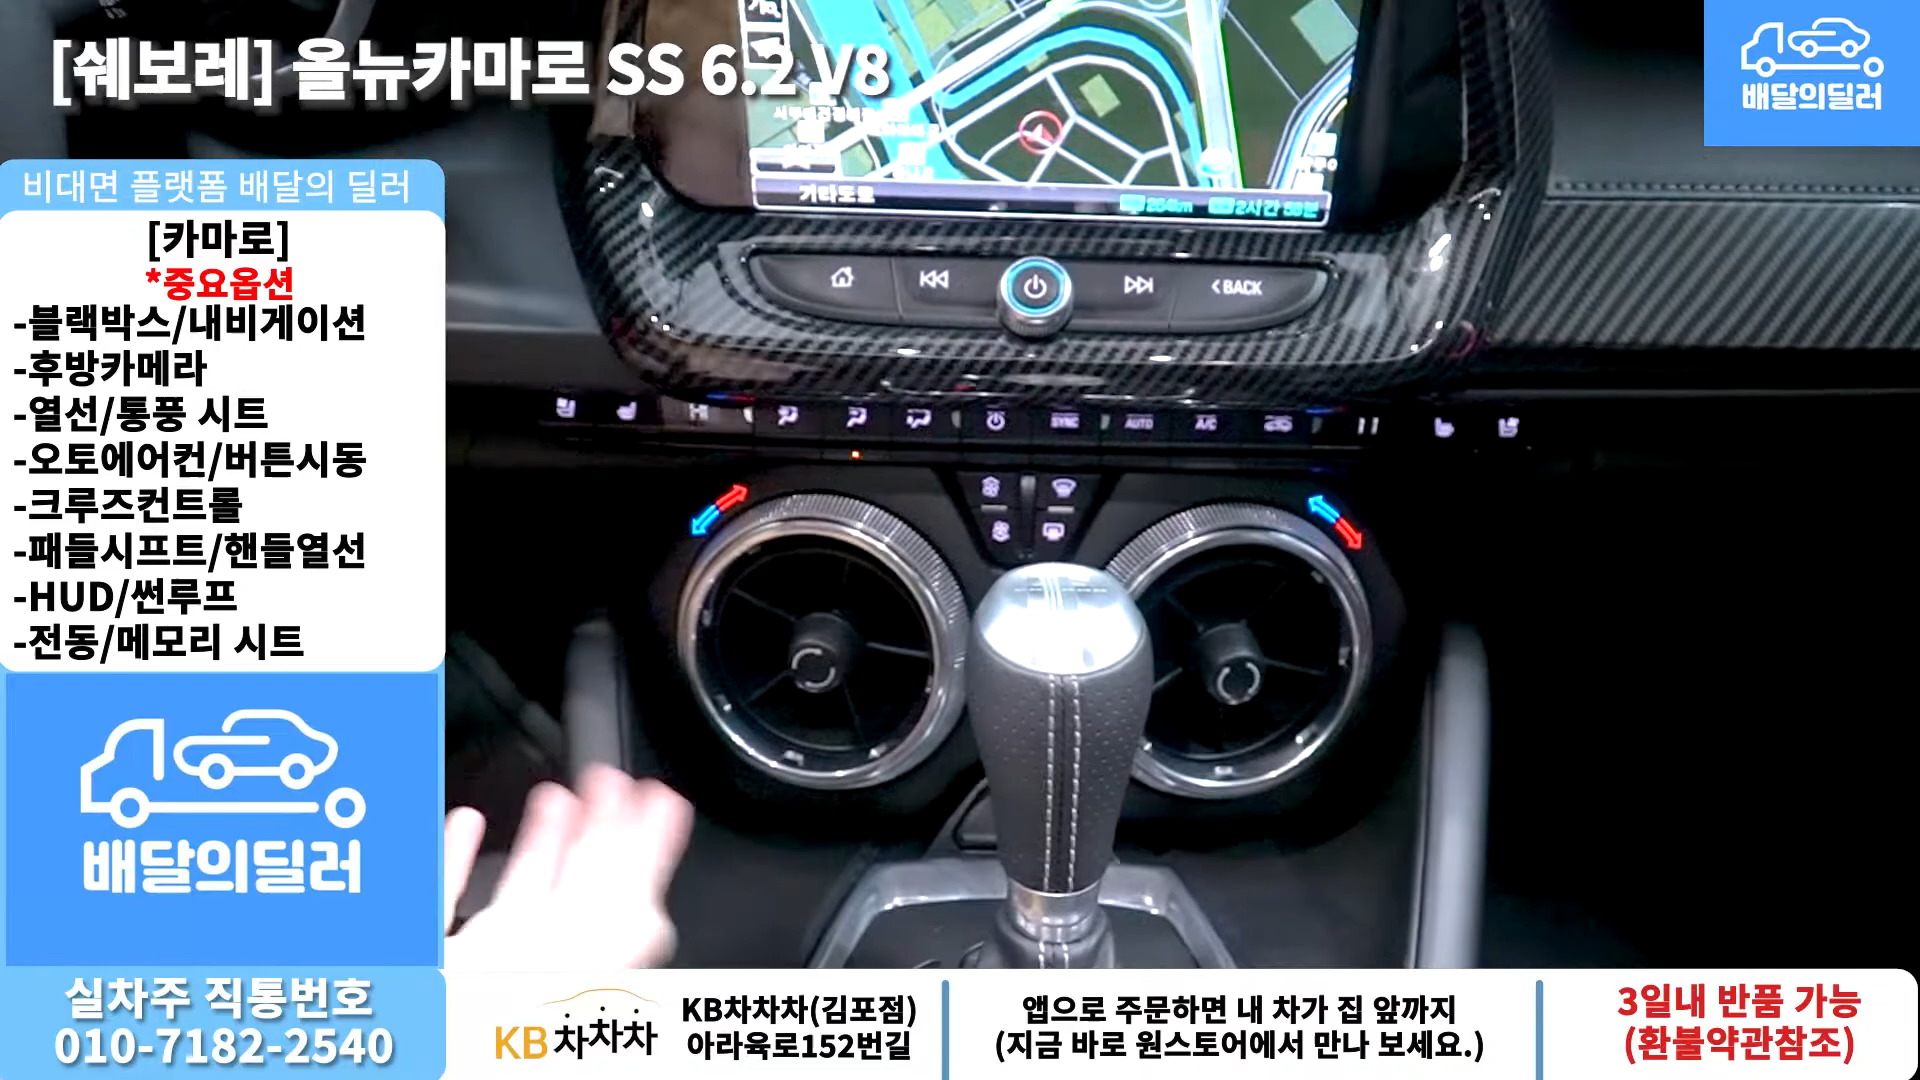 [쉐보레] 올뉴카마로 SS 6.2 V8
배달의딜러
비대면 플랫폼 배달의 딜러
[카마로]
*중요옵션
-블랙박스/내비게이션
-후방카메라
-열선/통풍 시트
-오토에어컨/버튼시동
-크루즈컨트롤
-패들시프트/핸들열선
-HUD/썬루프
-전동/메모리 시트
배달의딜러
실차주 직통번호
010-7182-2540
기타도로
2시간
BACK
SYNC
AUTO
A/C
KB차차차
KB차차차(김포점)
아라육로152번길
앱으로 주문하면 내 차가 집 앞까지
(지금 바로 원스토어에서 만나 보세요.)
3일내 반품 가능
(환불약관참조)